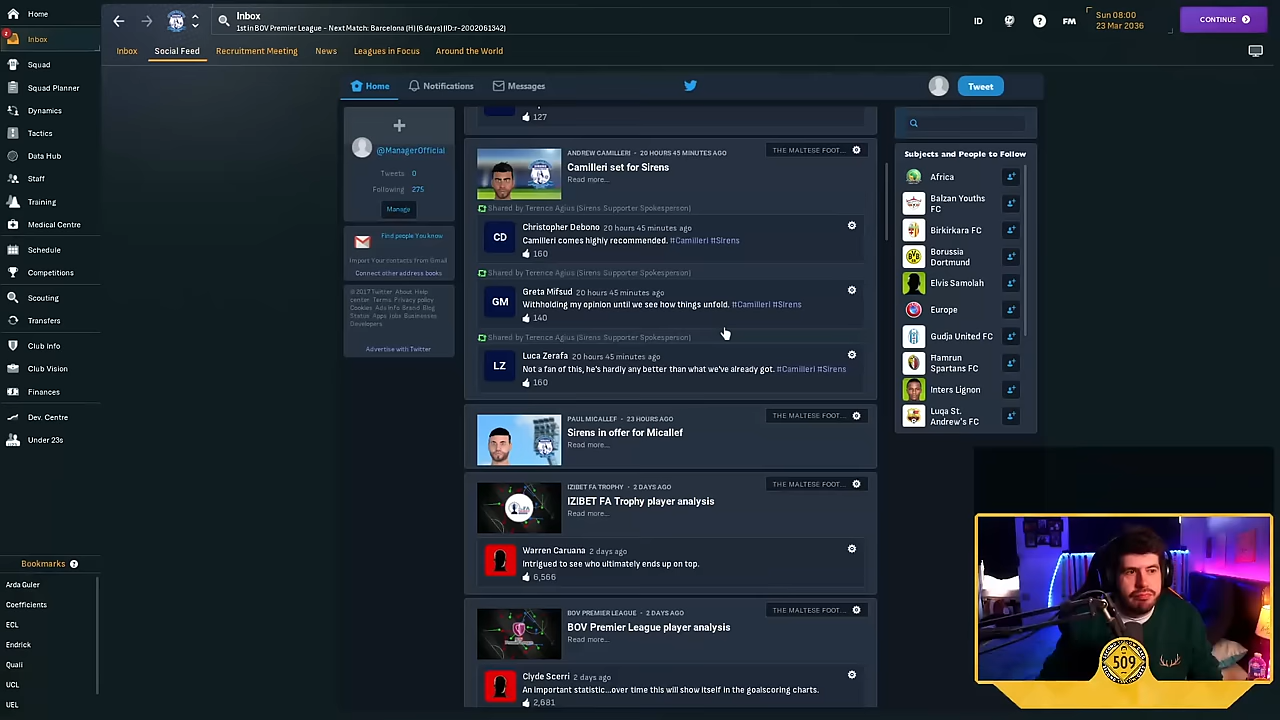 Home
2
Inbox
Squad
Squad Planner
Dynamics
Tactics
Data Hub
Staff
Training
Medical Centre
Schedule
Competitions
Scouting
Transfers
Club Info
Club Vision
Finances
Dev. Centre
Under 23s
Bookmarks ?
Arda Guler
Coefficients
ECL
Endrick
Quali
UCL
UEL
Inbox
1st in BOV Premier League - Next Match: Barcelona (H) (6 days) (ID:r-2002061342)
ID
?
FM
Sun 08:00
23 Mar 2036
CONTINUE
Inbox
Social Feed
Recruitment Meeting
News
Leagues in Focus
Around the World
Home
Notifications
Messages
Tweet
@ManagerOfficial
Tweets 0
Following 275
Manage
Find people You know
Import Your contacts from Gmail
Connect other address books
© 2017 Twitter About Help
center Terms. Privacy policy
Cookies Ads info Brand Blog
Status Apps Jobs Businesses.
Developers.
Advertise with Twitter
127
ANDREW CAMILLERI - 20 HOURS 45 MINUTES AGO
THE MALTESE FOOT...
Camilleri set for Sirens
Read more...
Shared by Terence Agius (Sirens Supporter Spokesperson)
CD
Christopher Debono 20 hours 45 minutes ago
Camilleri comes highly recommended. #Camilleri #Sirens
160
Shared by Terence Agius (Sirens Supporter Spokesperson)
GM
Greta Mifsud 20 hours 45 minutes ago
Withholding my opinion until we see how things unfold. #Camilleri #Sirens
140
Shared by Terence Agius (Sirens Supporter Spokesperson)
LZ
Luca Zerafa 20 hours 45 minutes ago
Not a fan of this, he's hardly any better than what we've already got. #Camilleri #Sirens
160
PAUL MICALLEF - 23 HOURS AGO
THE MALTESE FOOT...
Sirens in offer for Micallef
Read more...
IZIBET FA TROPHY - 2 DAYS AGO
THE MALTESE FOOT...
IZIBET FA Trophy player analysis
Read more...
Warren Caruana 2 days ago
Intrigued to see who ultimately ends up on top.
6,566
BOV PREMIER LEAGUE - 2 DAYS AGO
THE MALTESE FOOT...
BOV Premier League player analysis
Read more...
Clyde Scerri 2 days ago
An important statistic...over time this will show itself in the goalscoring charts.
2,681
Subjects and People to Follow
Africa
Balzan Youths
FC
Birkirkara FC
Borussia
Dortmund
Elvis Samolah
Europe
Gudja United FC
Hamrun
Spartans FC
Inters Lignon
Luqa St.
Andrew's FC
509